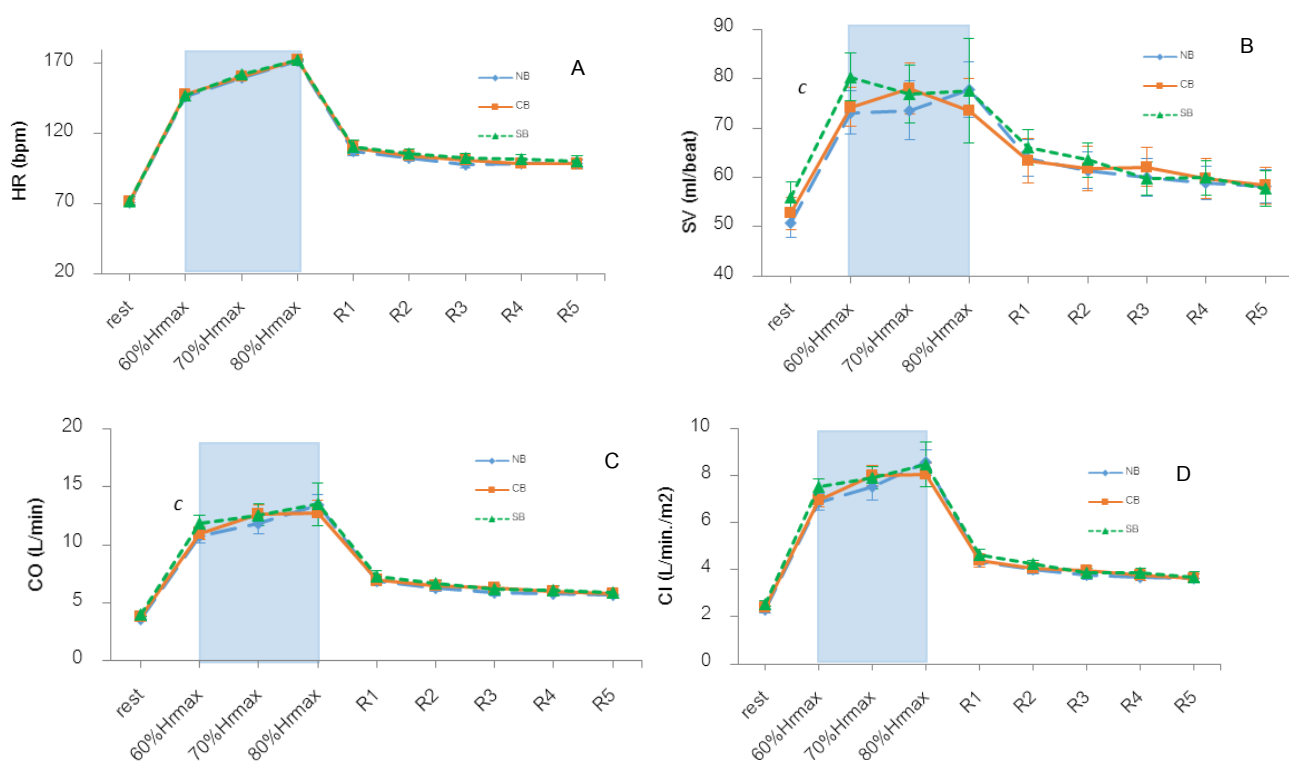 170
120
70
20
HR (bpm)
A
NB
CB
SB
rest
60%Hrmax
70%Hrmax
80%Hrmax
R1
R2
R3
R4
R5
90
80
70
60
50
40
SV (ml/beat)
c
B
NB
CB
SB
rest
60%Hrmax
70%Hrmax
80%Hrmax
R1
R2
R3
R4
R5
20
15
10
5
0
CO (L/min)
c
C
NB
CB
SB
rest
60%Hrmax
70%Hrmax
80%Hrmax
R1
R2
R3
R4
R5
10
8
6
4
2
0
CI (L/min./m2)
D
NB
CB
SB
rest
60%Hrmax
70%Hrmax
80%Hrmax
R1
R2
R3
R4
R5